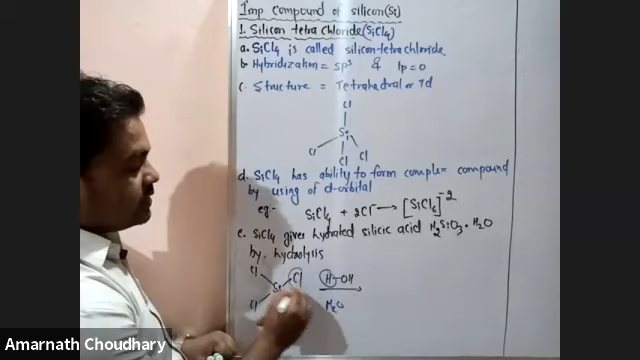 Imp compound of silicon(Si)
1. Silicon tetra chloride(SiCl4)
a. SiCl4 is called silicon-tetrachloride
b Hybridization = SP³ & lp=0
c. Structure = Tetrahedral or Td
Cl
Si
Cl Cl Cl
d. SiCl4 has ability to form complex compound
by using of d-orbital
eg- SiCl4 + 2Cl⁻ → [SiCl6]⁻²
e. SiCl4 gives hydrated silicic acid H2SiO3.H2O
by hydrolysis
Cl Cl H-OH
Si
Cl H2O
Amarnath Choudhary